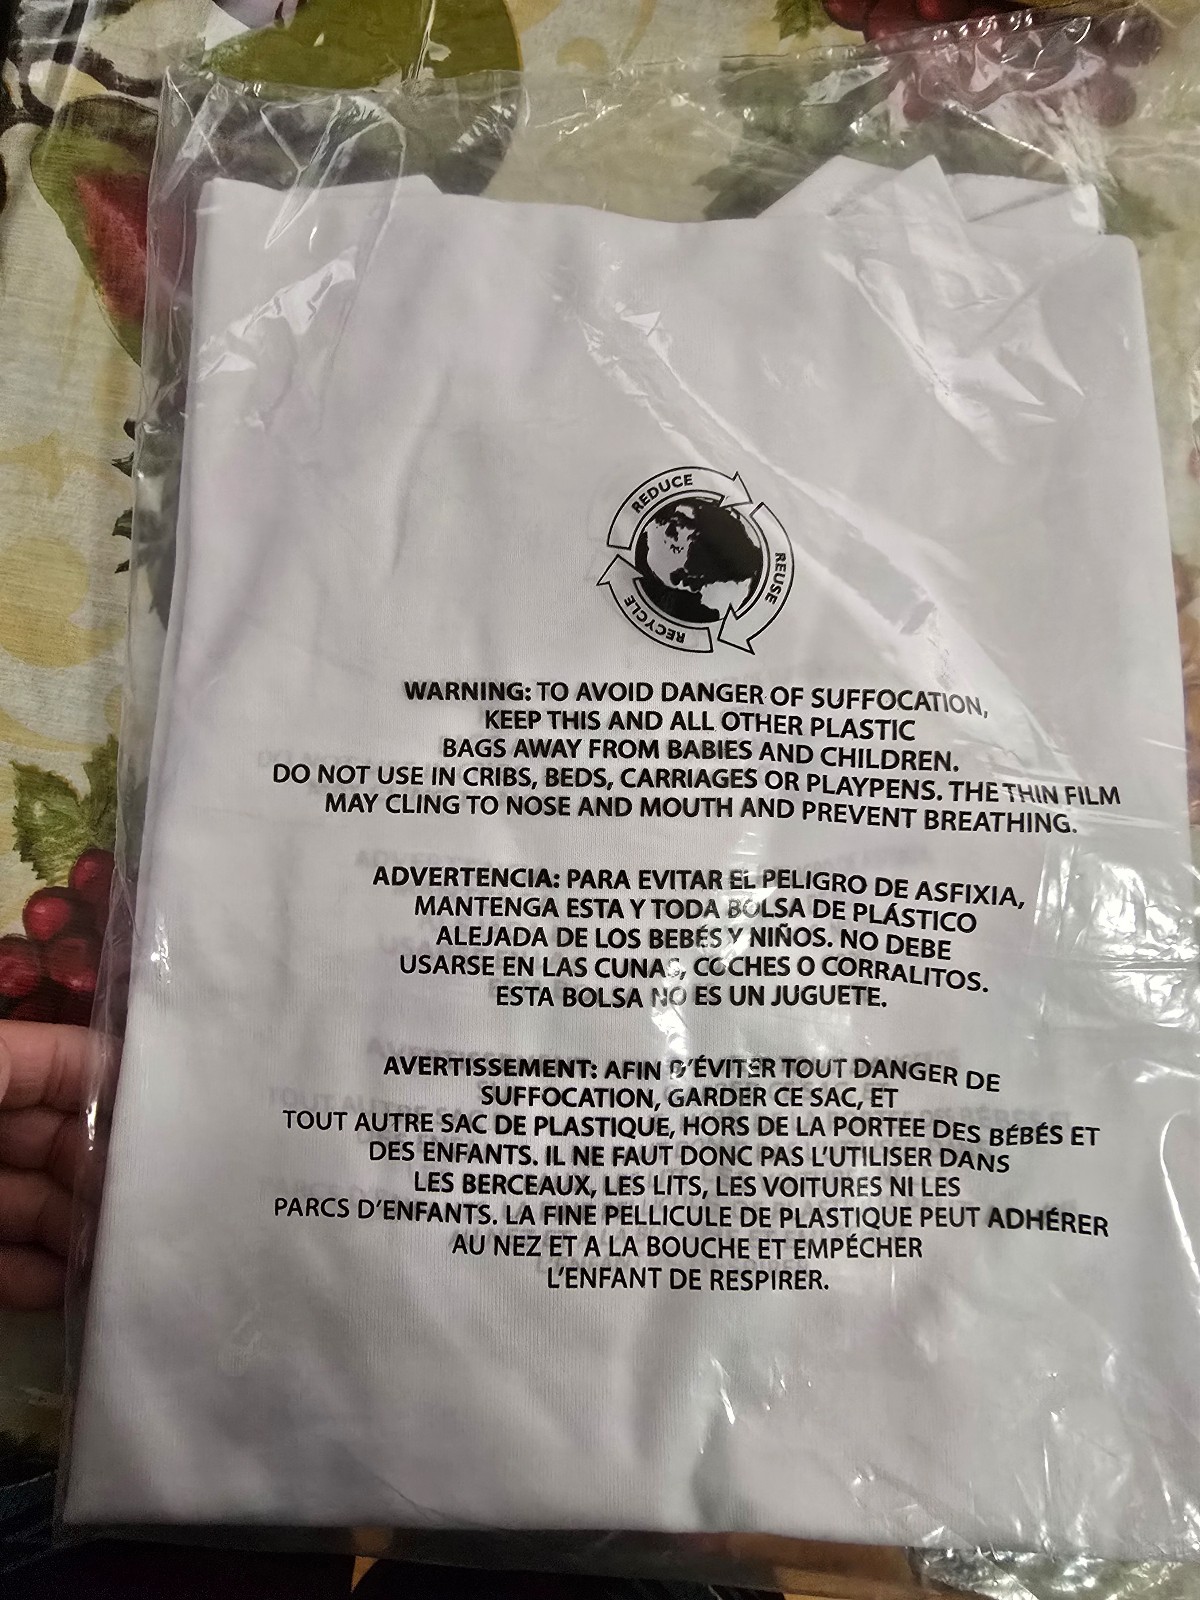 REDUCE
REUSE
RECYCLE
WARNING: TO AVOID DANGER OF SUFFOCATION,
KEEP THIS AND ALL OTHER PLASTIC
BAGS AWAY FROM BABIES AND CHILDREN.
DO NOT USE IN CRIBS, BEDS, CARRIAGES OR PLAYPENS. THE THIN FILM
MAY CLING TO NOSE AND MOUTH AND PREVENT BREATHING.
ADVERTENCIA: PARA EVITAR EL PELIGRO DE ASFIXIA,
MANTENGA ESTA Y TODA BOLSA DE PLÁSTICO
ALEJADA DE LOS BEBÉS Y NIÑOS. NO DEBE
USARSE EN LAS CUNAS, COCHES O CORRALITOS.
ESTA BOLSA NO ES UN JUGUETE.
AVERTISSEMENT: AFIN D'ÉVITER TOUT DANGER DE
SUFFOCATION, GARDER CE SAC, ET
TOUT AUTRE SAC DE PLASTIQUE, HORS DE LA PORTEE DES BÉBÉS ET
DES ENFANTS. IL NE FAUT DONC PAS L'UTILISER DANS
LES BERCEAUX, LES LITS, LES VOITURES NI LES
PARCS D'ENFANTS. LA FINE PELLICULE DE PLASTIQUE PEUT ADHÉRER
AU NEZ ET A LA BOUCHE ET EMPÉCHER
L'ENFANT DE RESPIRER.